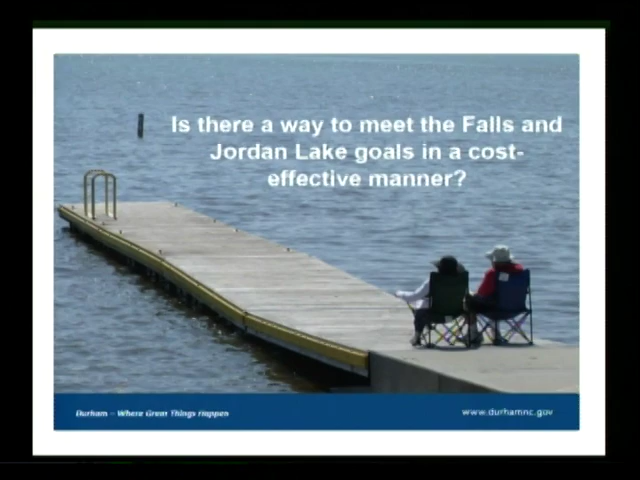 Is there a way to meet the Falls and
Jordan Lake goals in a cost-
effective manner?
Durham – Where Great Things Happen
www.durhamnc.gov